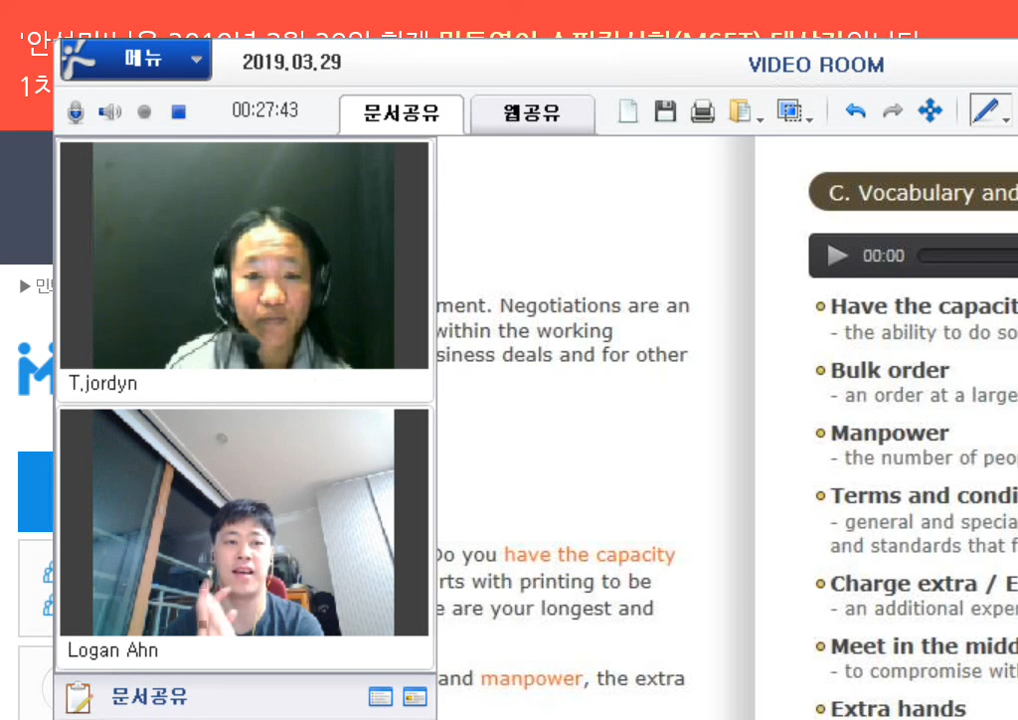 메뉴
2019.03.29
VIDEO ROOM
1차
00:27:43
문서공유
웹공유
T.jordyn
Logan Ahn
문서공유
ment. Negotiations are an
within the working
siness deals and for other
Do you have the capacity
rts with printing to be
e are your longest and
and manpower, the extra
C. Vocabulary and
00:00
Have the capacit
- the ability to do so
Bulk order
- an order at a large
Manpower
- the number of peo
Terms and condi
- general and specia
and standards that f
Charge extra / E
- an additional exper
Meet in the midd
- to compromise wit
Extra hands